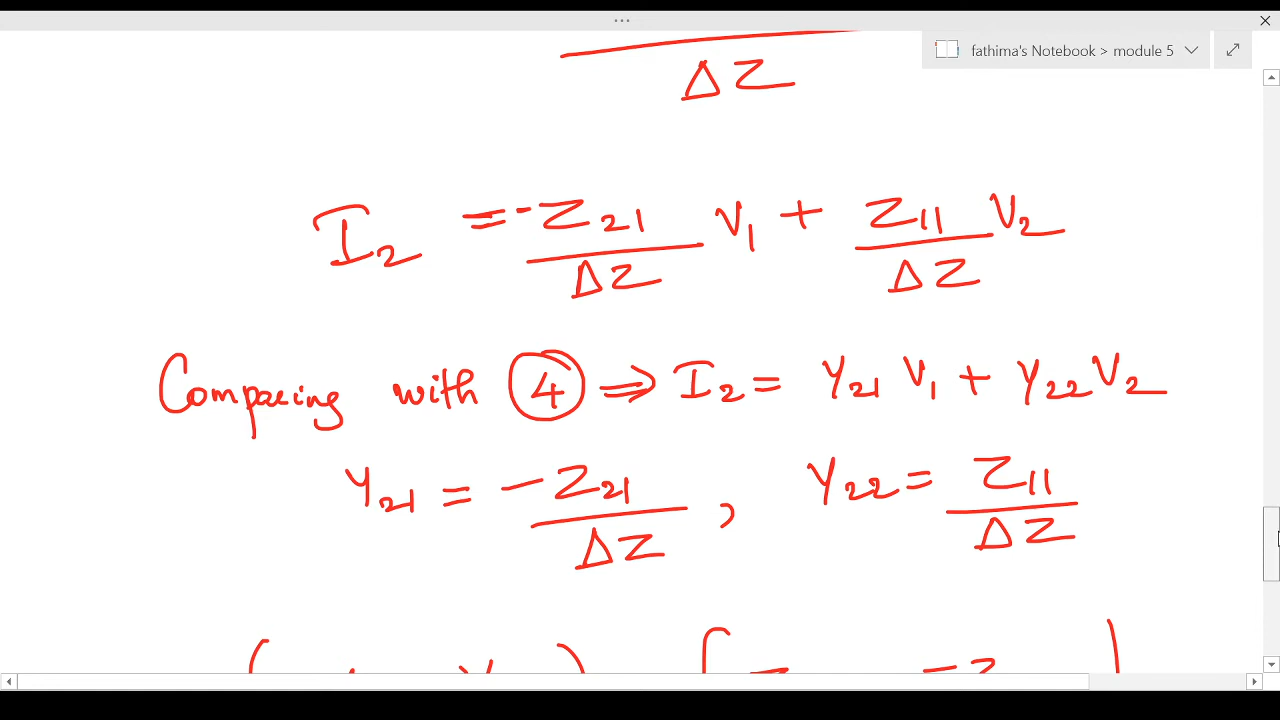 fathima's Notebook > module 5
ΔZ
I₂ = -Z₂₁/ΔZ V₁ + Z₁₁/ΔZ V₂
Comparing with ④ ⇒ I₂ = Y₂₁ V₁ + Y₂₂ V₂
Y₂₁ = -Z₂₁/ΔZ , Y₂₂ = Z₁₁/ΔZ